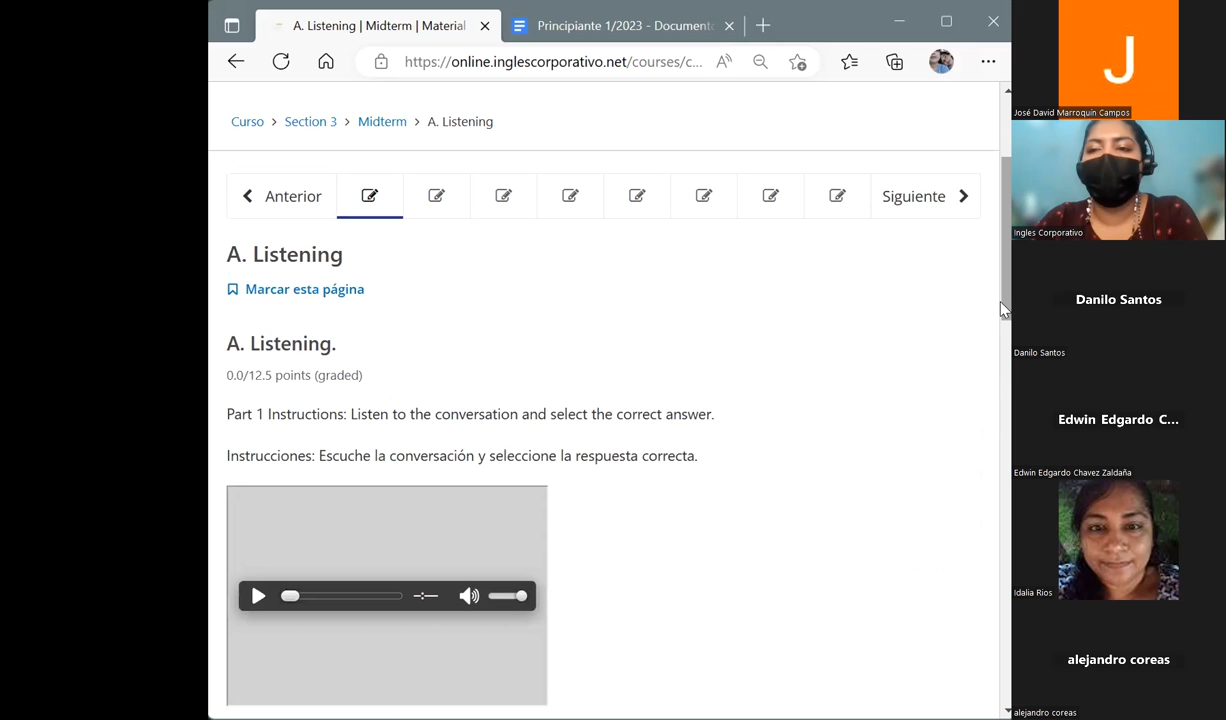 A. Listening | Midterm | Material
Principiante 1/2023 - Documento
https://online.inglescorporativo.net/courses/c...
Curso > Section 3 > Midterm > A. Listening
Anterior
Siguiente
A. Listening
Marcar esta página
A. Listening.
0.0/12.5 points (graded)
Part 1 Instructions: Listen to the conversation and select the correct answer.
Instrucciones: Escuche la conversación y seleccione la respuesta correcta.
J
José David Marroquín Campos
Ingles Corporativo
Danilo Santos
Danilo Santos
Edwin Edgardo C...
Edwin Edgardo Chavez Zaldaña
Idalia Rios
alejandro coreas
alejandro coreas